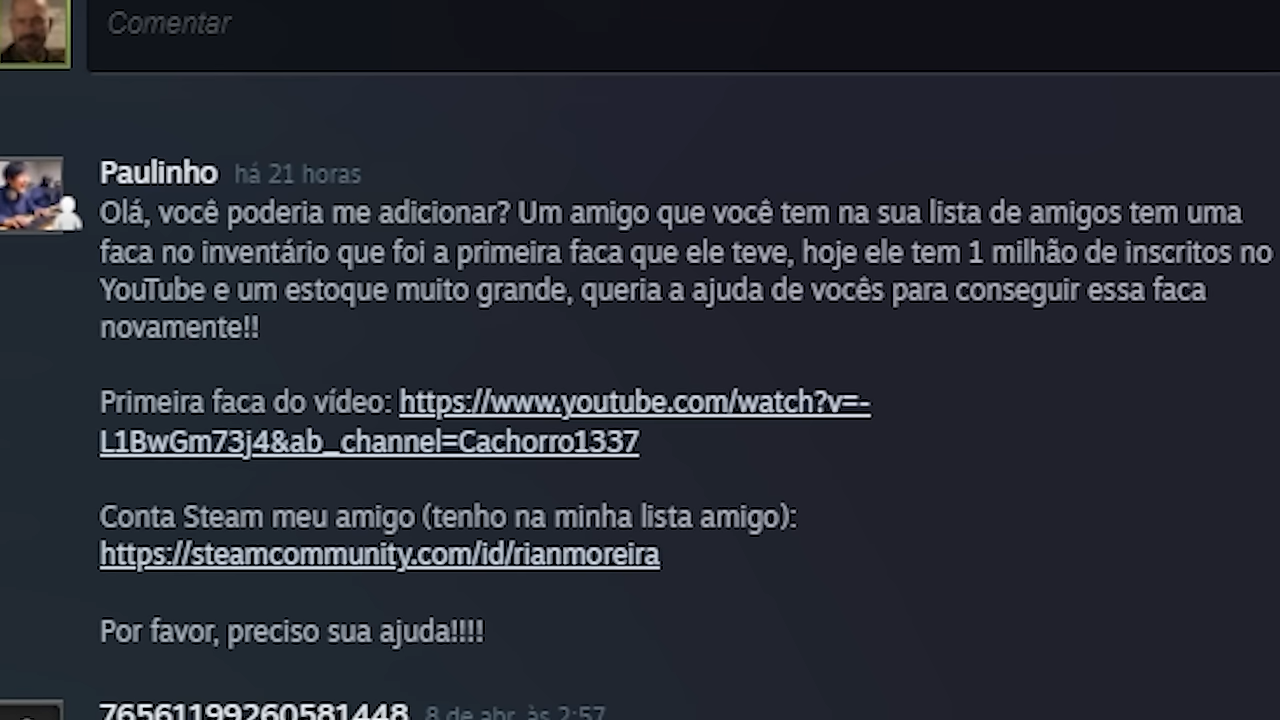 Comentar
Paulinho há 21 horas
Olá, você poderia me adicionar? Um amigo que você tem na sua lista de amigos tem uma
faca no inventário que foi a primeira faca que ele teve, hoje ele tem 1 milhão de inscritos no
YouTube e um estoque muito grande, queria a ajuda de vocês para conseguir essa faca
novamente!!
Primeira faca do vídeo: https://www.youtube.com/watch?v=-
L1BwGm73j4&ab_channel=Cachorro1337
Conta Steam meu amigo (tenho na minha lista amigo):
https://steamcommunity.com/id/rianmoreira
Por favor, preciso sua ajuda!!!!
76561199260581448 8 de abr. às 2:57